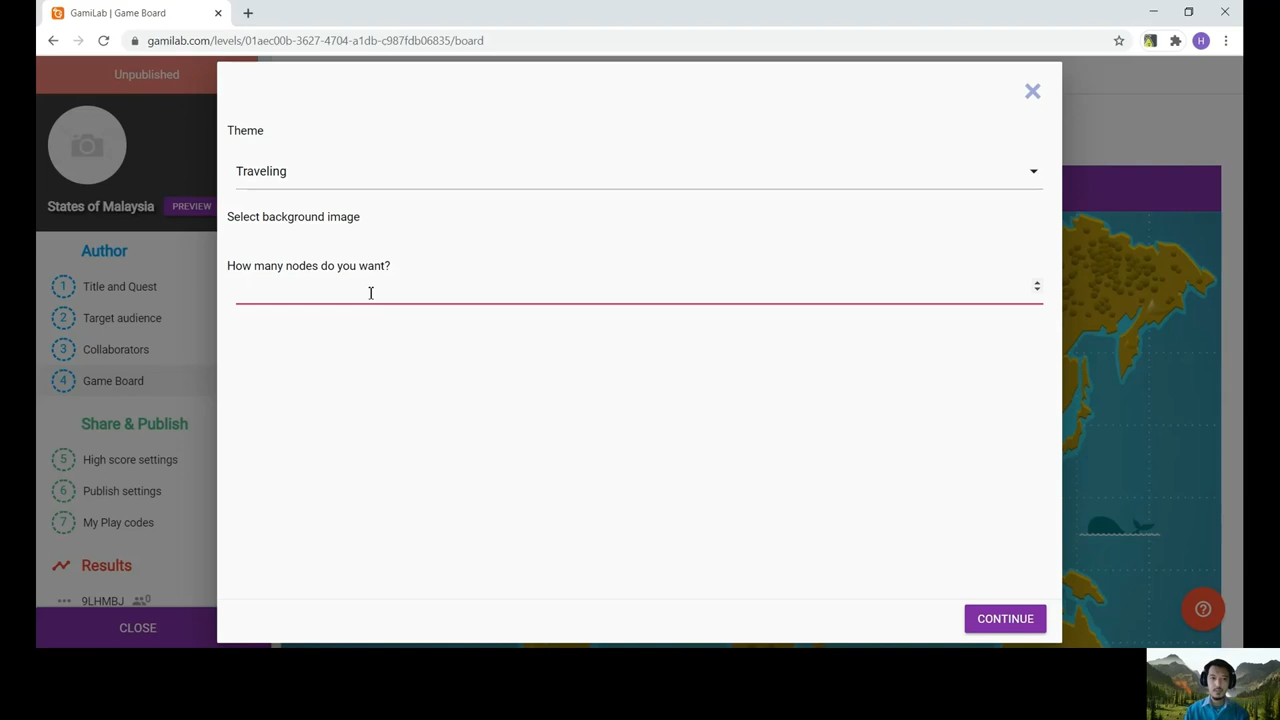 GamiLab | Game Board
gamilab.com/levels/01aec00b-3627-4704-a1db-c987fdb06835/board
H
Unpublished
States of Malaysia
PREVIEW
Author
1 Title and Quest
2 Target audience
3 Collaborators
4 Game Board
Share & Publish
5 High score settings
6 Publish settings
7 My Play codes
Results
9LHMBJ 0
CLOSE
Theme
Traveling
Select background image
How many nodes do you want?
CONTINUE